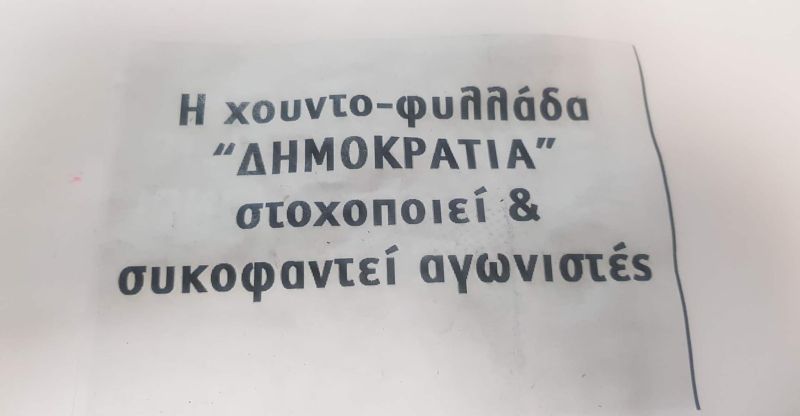 Η χουντο-φυλλάδα
“ΔΗΜΟΚΡΑΤΙΑ”
στοχοποιεί &
συκοφαντεί αγωνιστές